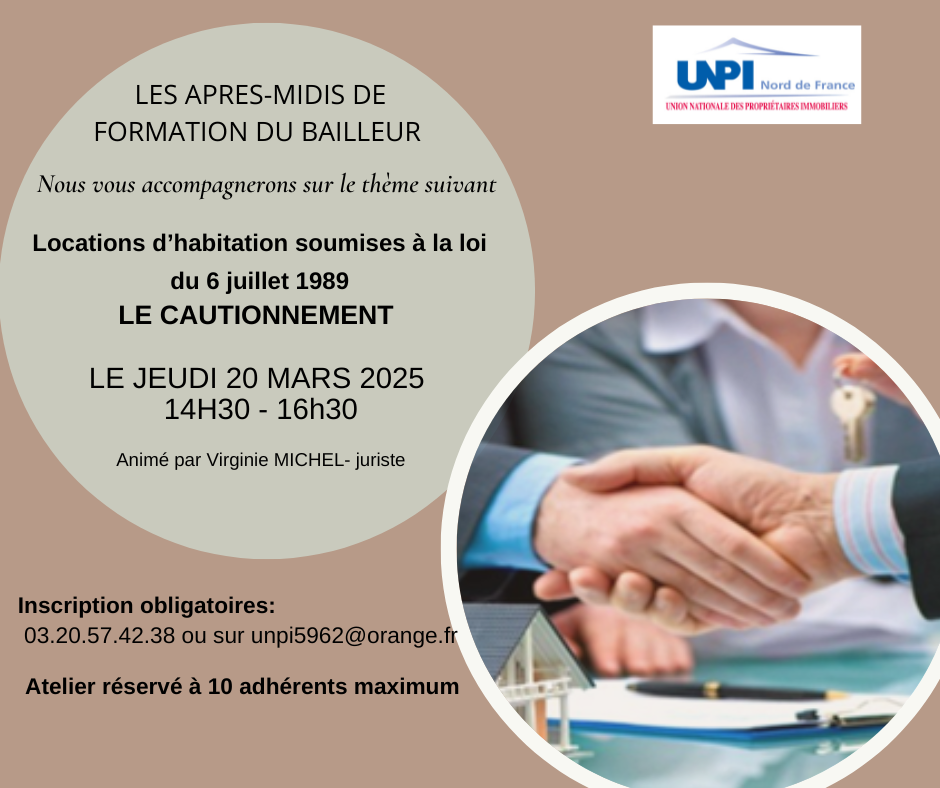 LES APRES-MIDIS DE
FORMATION DU BAILLEUR
Nous vous accompagnerons sur le thème suivant
Locations d’habitation soumises à la loi
du 6 juillet 1989
LE CAUTIONNEMENT
LE JEUDI 20 MARS 2025
14H30 - 16h30
Animé par Virginie MICHEL- juriste
UNPI Nord de France
UNION NATIONALE DES PROPRIÉTAIRES IMMOBILIERS
Inscription obligatoires:
03.20.57.42.38 ou sur unpi5962@orange.fr
Atelier réservé à 10 adhérents maximum